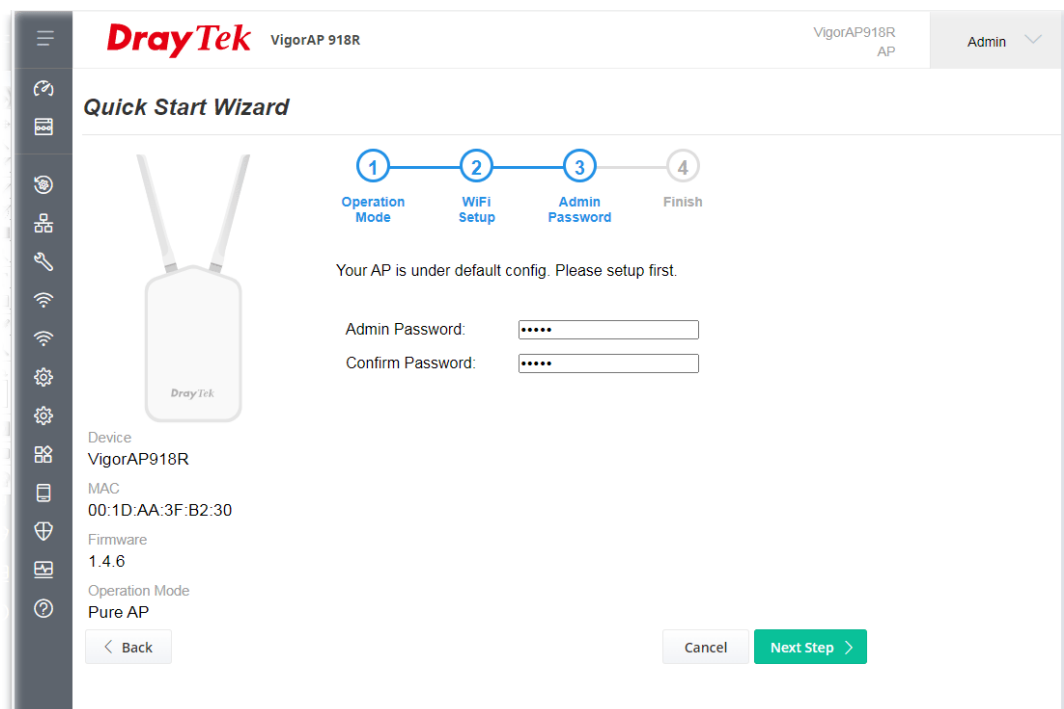 DrayTek VigorAP 918R
VigorAP918R
AP
Admin
Quick Start Wizard
1
2
3
4
Operation Mode
WiFi Setup
Admin Password
Finish
Your AP is under default config. Please setup first.
Admin Password: •••••
Confirm Password: •••••
DrayTek
Device
VigorAP918R
MAC
00:1D:AA:3F:B2:30
Firmware
1.4.6
Operation Mode
Pure AP
Back
Cancel
Next Step